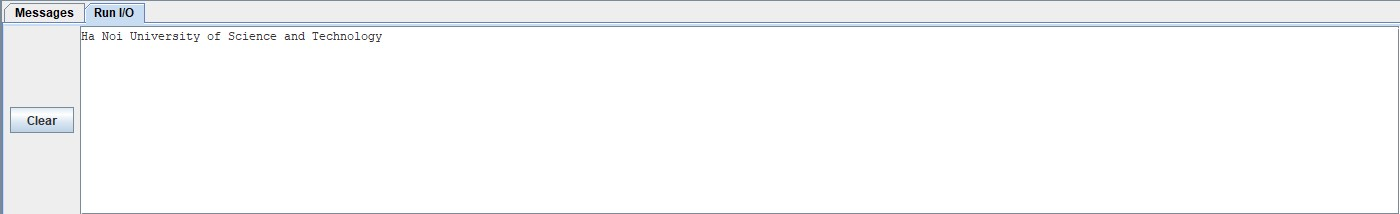 Messages Run I/O
Ha Noi University of Science and Technology
Clear